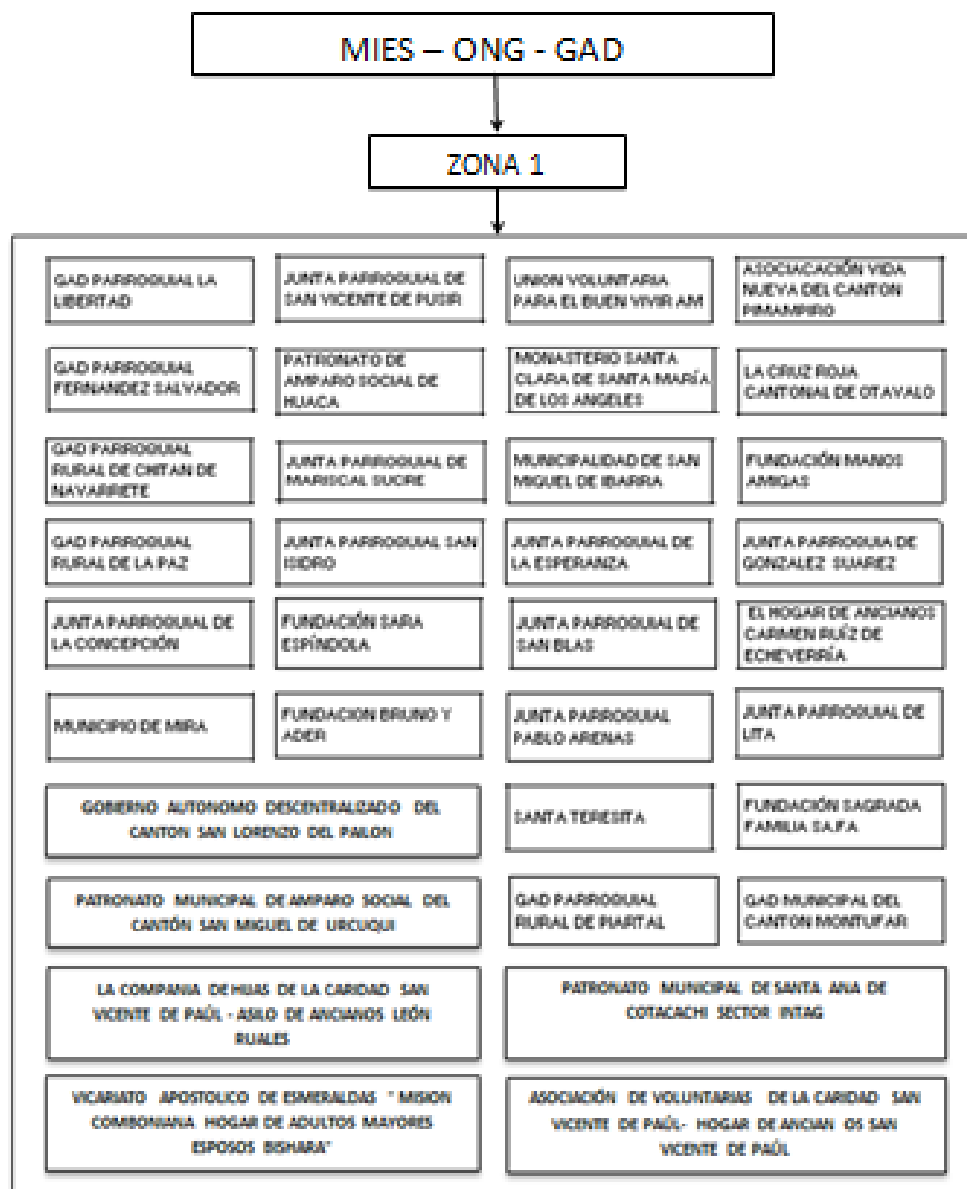 MIES – ONG - GAD
ZONA 1
GAD PARROQUIAL LA
LIBERTAD
JUNTA PARROQUIAL DE
SAN VICENTE DE PUSIR
UNION VOLUNTARIA
PARA EL BUEN VIVIR AM
ASOCIACACIÓN VIDA
NUEVA DEL CANTON
PIMAMPIRO
GAD PARROQUIAL
FERNANDEZ SALVADOR
PATRONATO DE
AMPARO SOCIAL DE
HUACA
MONASTERIO SANTA
CLARA DE SANTA MARÍA
DE LOS ANGELES
LA CRUZ ROJA
CANTONAL DE OTAVALO
GAD PARROQUIAL
RURAL DE CHITAN DE
NAVARRETE
JUNTA PARROQUIAL DE
MARISCAL SUCRE
MUNICIPALIDAD DE SAN
MIGUEL DE IBARRA
FUNDACIÓN MANOS
AMIGAS
GAD PARROQUIAL
RURAL DE LA PAZ
JUNTA PARROQUIAL SAN
ISIDRO
JUNTA PARROQUIAL DE
LA ESPERANZA
JUNTA PARROQUIA DE
GONZALEZ SUAREZ
JUNTA PARROQUIAL DE
LA CONCEPCIÓN
FUNDACIÓN SARA
ESPÍNDOLA
JUNTA PARROQUIAL DE
SAN BLAS
EL HOGAR DE ANCIANOS
CARMEN RUÍZ DE
ECHEVERRÍA
MUNICIPIO DE MIRA
FUNDACION BRUNO Y
ADER
JUNTA PARROQUIAL
PABLO ARENAS
JUNTA PARROQUIAL DE
LITA
GOBIERNO AUTONOMO DESCENTRALIZADO DEL
CANTON SAN LORENZO DEL PAILON
SANTA TERESITA
FUNDACIÓN SAGRADA
FAMILIA SA.FA
PATRONATO MUNICIPAL DE AMPARO SOCIAL DEL
CANTÓN SAN MIGUEL DE URCUQUI
GAD PARROQUIAL
RURAL DE PIARTAL
GAD MUNICIPAL DEL
CANTON MONTUFAR
LA COMPANIA DE HIJAS DE LA CARIDAD SAN
VICENTE DE PAÚL - ASILO DE ANCIANOS LEÓN
RUALES
PATRONATO MUNICIPAL DE SANTA ANA DE
COTACACHI SECTOR INTAG
VICARIATO APOSTOLICO DE ESMERALDAS " MISION
COMBONIANA HOGAR DE ADULTOS MAYORES
ESPOSOS BISHARA"
ASOCIACIÓN DE VOLUNTARIAS DE LA CARIDAD SAN
VICENTE DE PAÚL- HOGAR DE ANCIAN OS SAN
VICENTE DE PAÚL